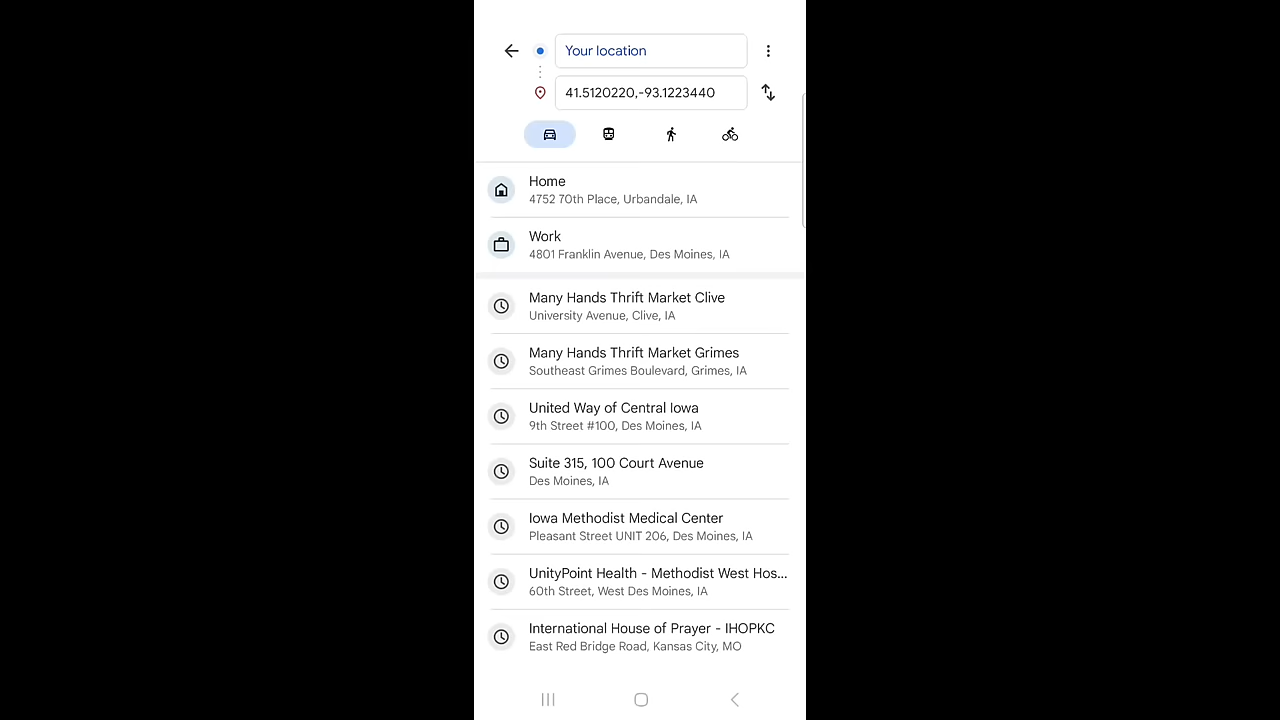 Your location
41.5120220,-93.1223440
Home
4752 70th Place, Urbandale, IA
Work
4801 Franklin Avenue, Des Moines, IA
Many Hands Thrift Market Clive
University Avenue, Clive, IA
Many Hands Thrift Market Grimes
Southeast Grimes Boulevard, Grimes, IA
United Way of Central Iowa
9th Street #100, Des Moines, IA
Suite 315, 100 Court Avenue
Des Moines, IA
Iowa Methodist Medical Center
Pleasant Street UNIT 206, Des Moines, IA
UnityPoint Health - Methodist West Hos...
60th Street, West Des Moines, IA
International House of Prayer - IHOPKC
East Red Bridge Road, Kansas City, MO